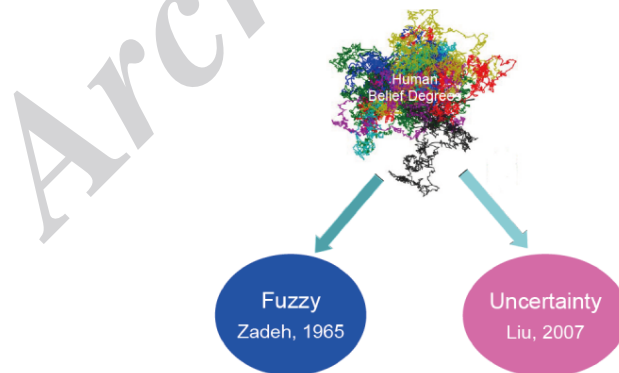 Arc
Human
Belief Degrees
Fuzzy
Zadeh, 1965
Uncertainty
Liu, 2007